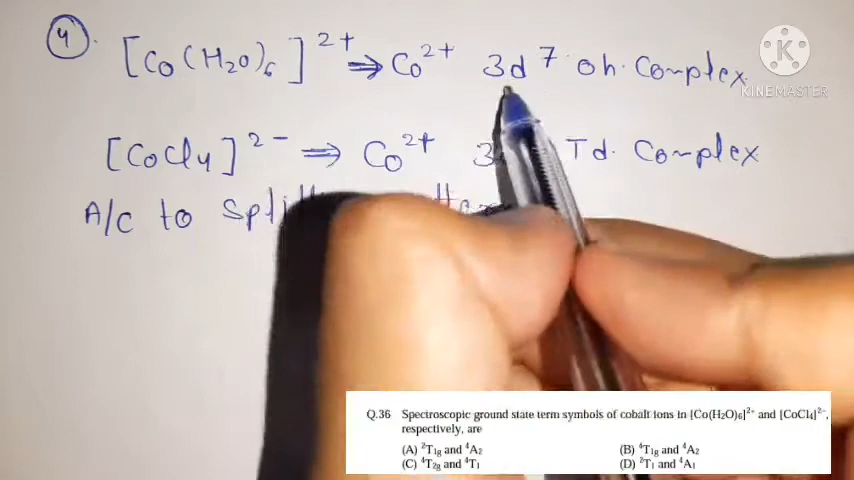 4. [Co(H2O)6]²⁺ ⇒ Co²⁺ 3d⁷ oh. Complex
KINEMASTER
[CoCl4]²⁻ ⇒ Co²⁺ 3 Td. Complex
A/C to
Q.36 Spectroscopic ground state term symbols of cobalt ions in [Co(H2O)6]²⁺ and [CoCl4]²⁻,
respectively, are
(A) ²T1g and ⁴A2 (B) ⁴T1g and ⁴A2
(C) ⁴T2g and ⁴T1 (D) ²T1 and ⁴A1